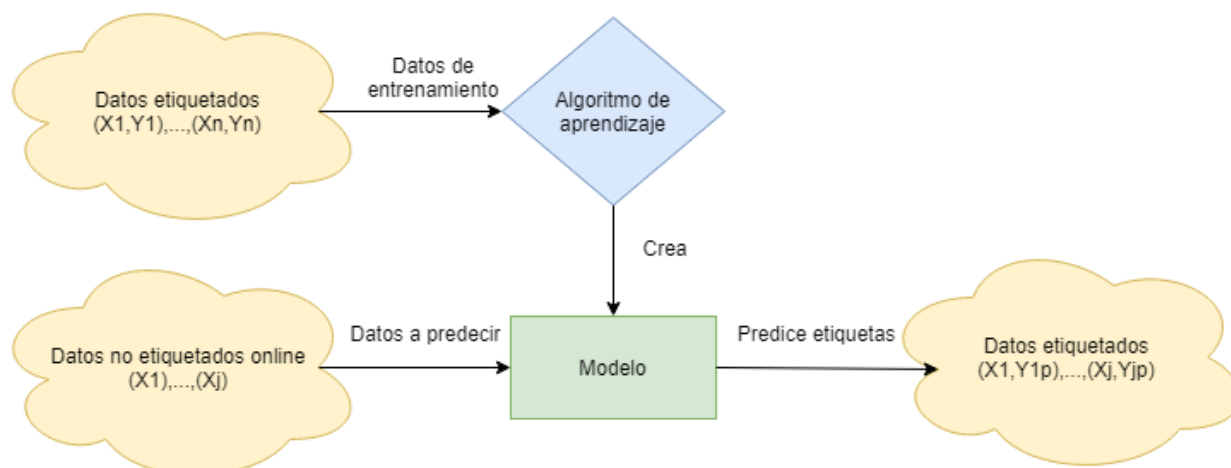 Datos etiquetados
(X1,Y1),...,(Xn,Yn)
Datos de
entrenamiento
Algoritmo de
aprendizaje
Crea
Datos no etiquetados online
(X1),...,(Xj)
Datos a predecir
Modelo
Predice etiquetas
Datos etiquetados
(X1,Y1p),...,(Xj,Yjp)